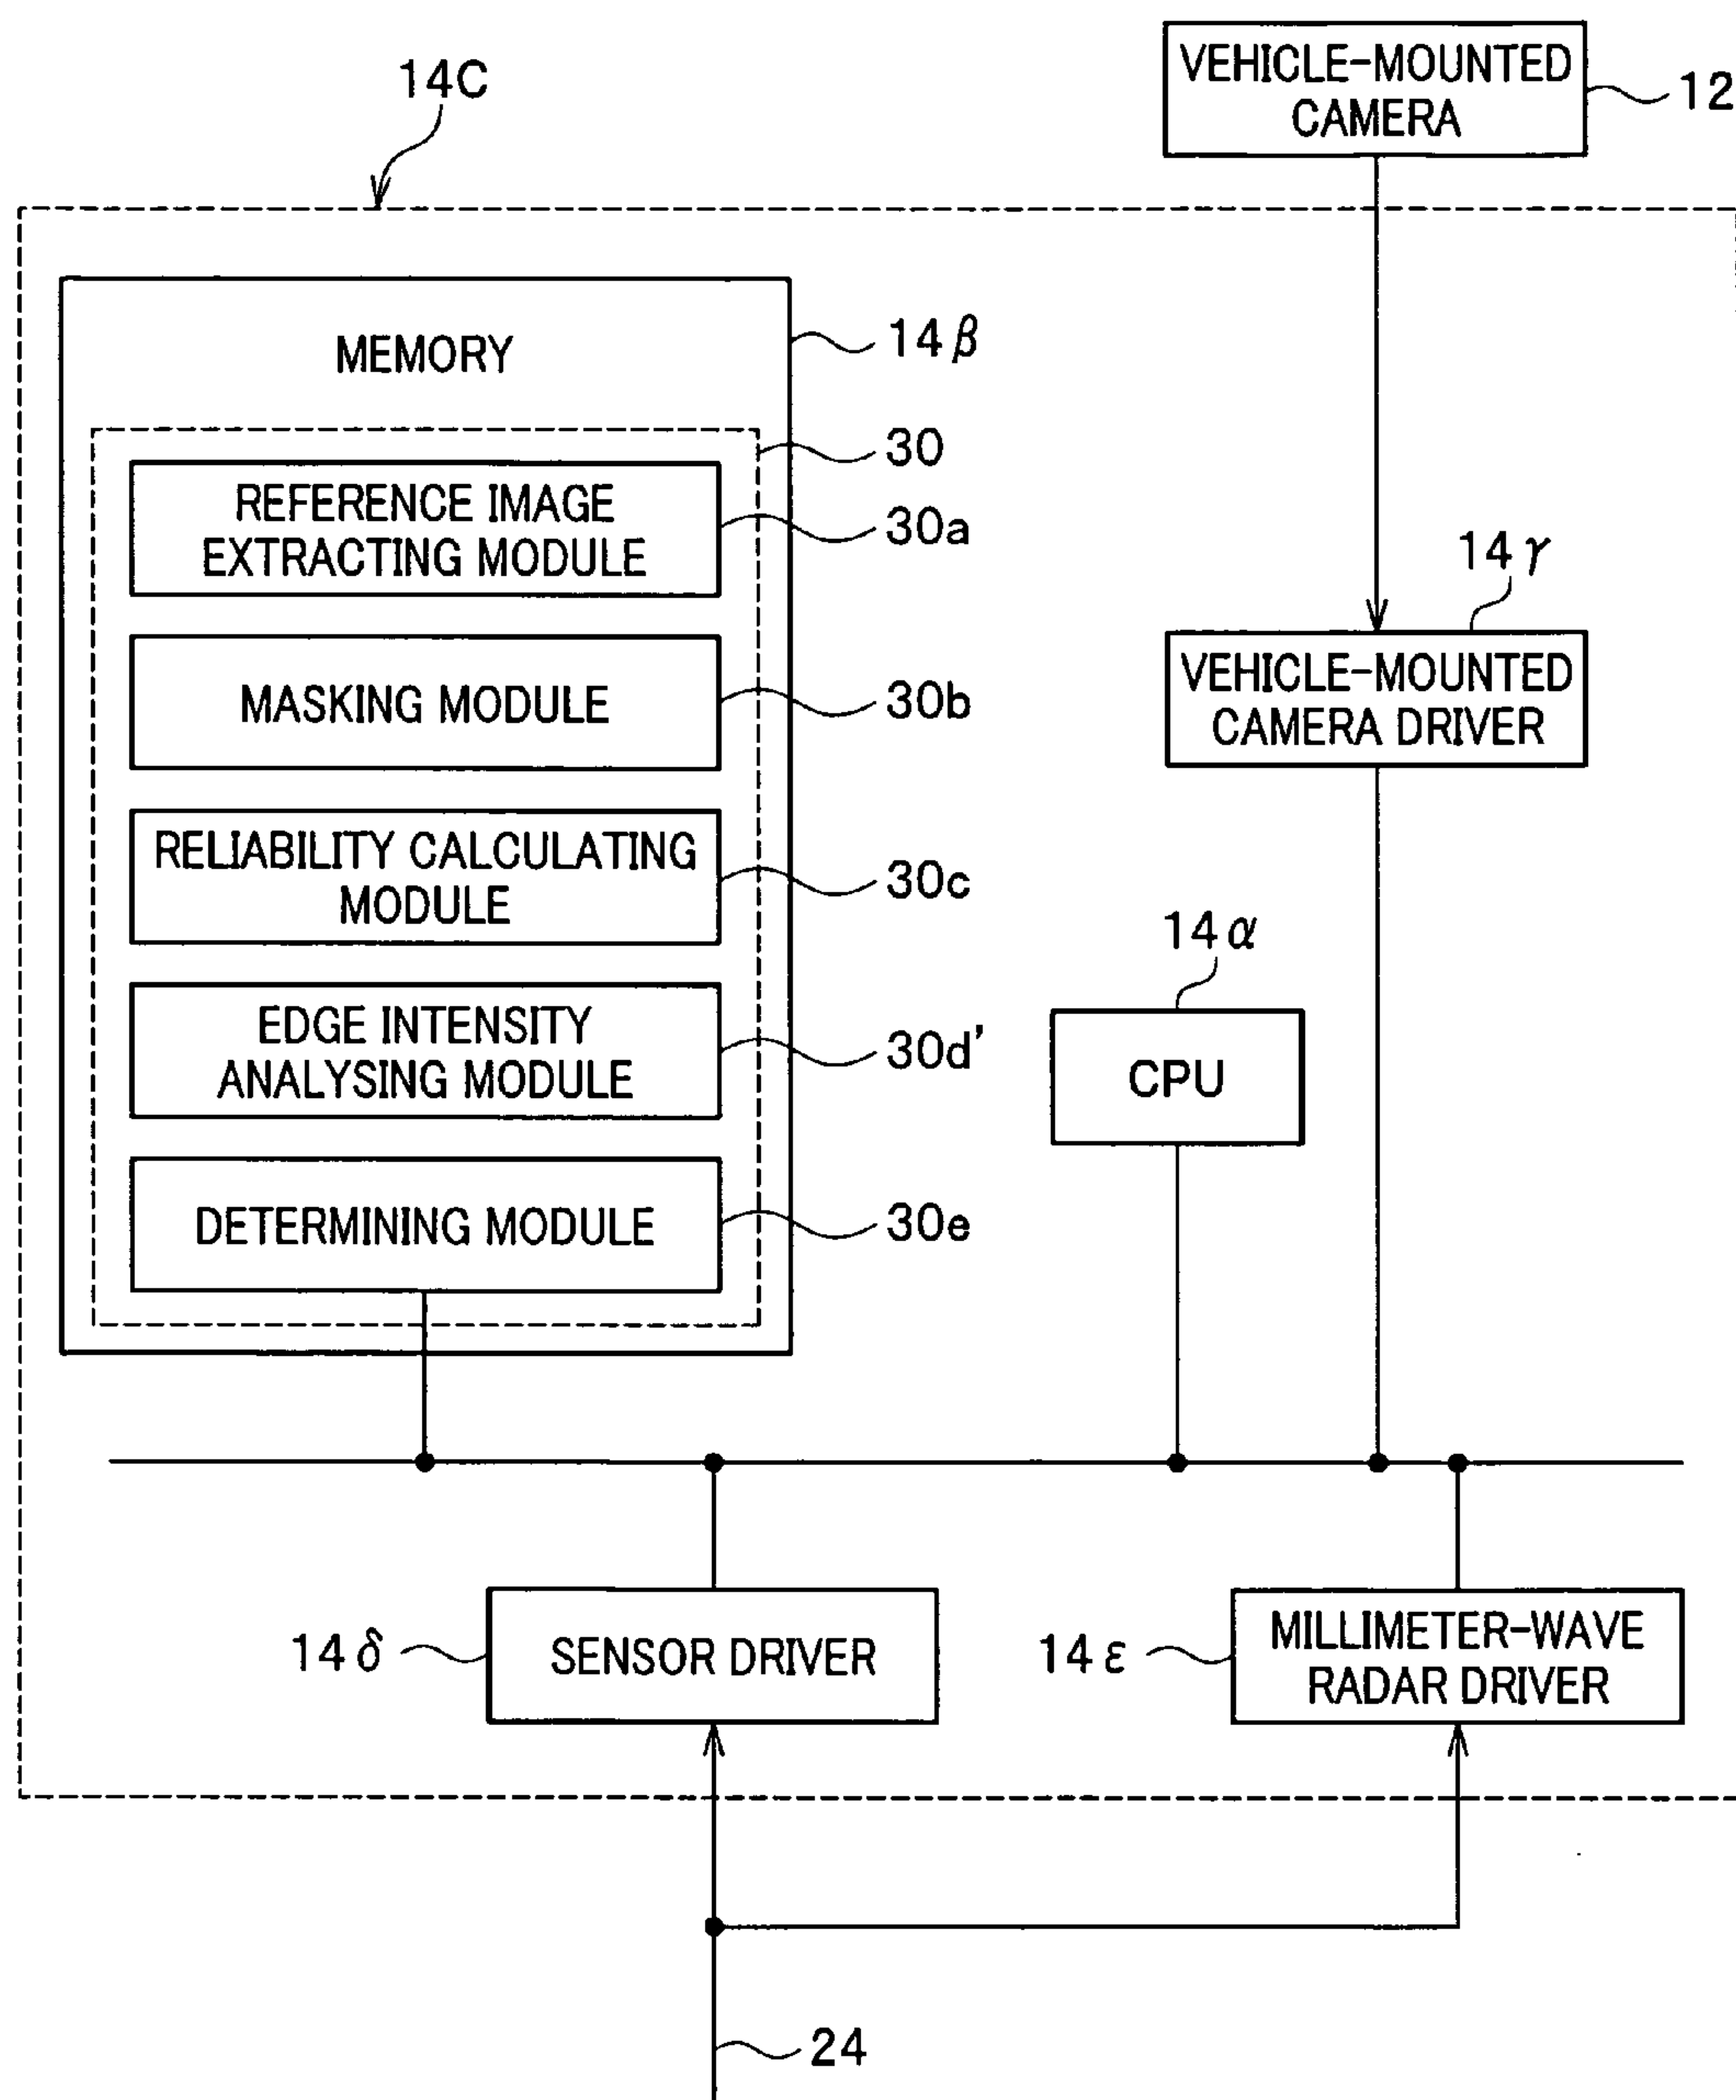 14C
VEHICLE-MOUNTED
CAMERA
12
MEMORY
14β
30
REFERENCE IMAGE
EXTRACTING MODULE
30a
MASKING MODULE
30b
RELIABILITY CALCULATING
MODULE
30c
EDGE INTENSITY
ANALYSING MODULE
30d'
DETERMINING MODULE
30e
14γ
VEHICLE-MOUNTED
CAMERA DRIVER
14α
CPU
14δ
SENSOR DRIVER
14ε
MILLIMETER-WAVE
RADAR DRIVER
24